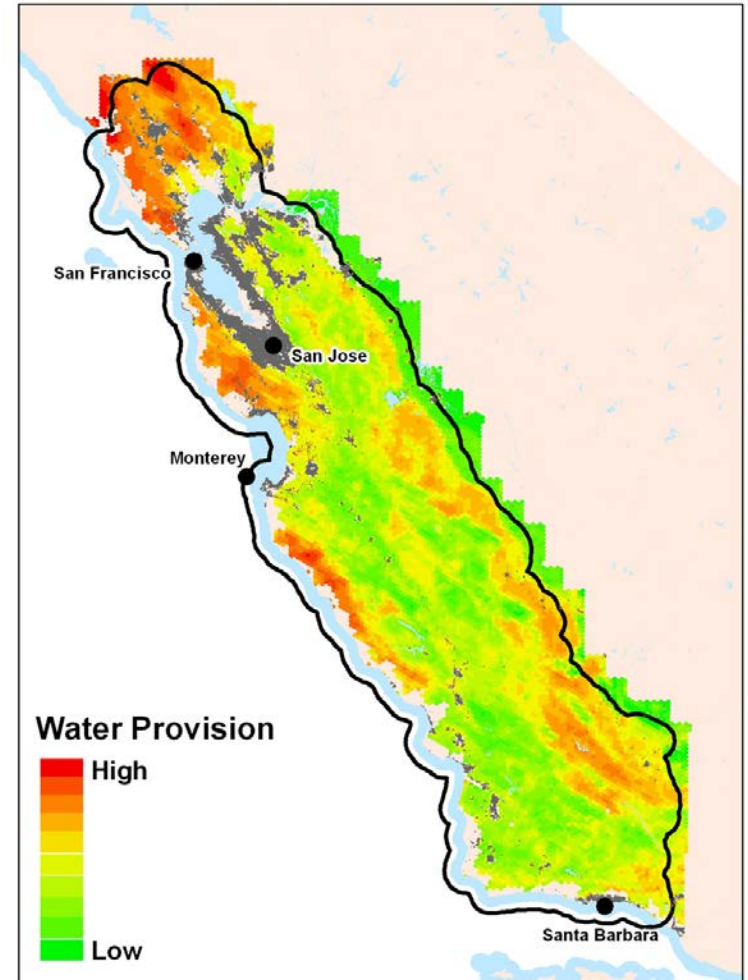 San Francisco
San Jose
Monterey
Water Provision
High
Low
Santa Barbara